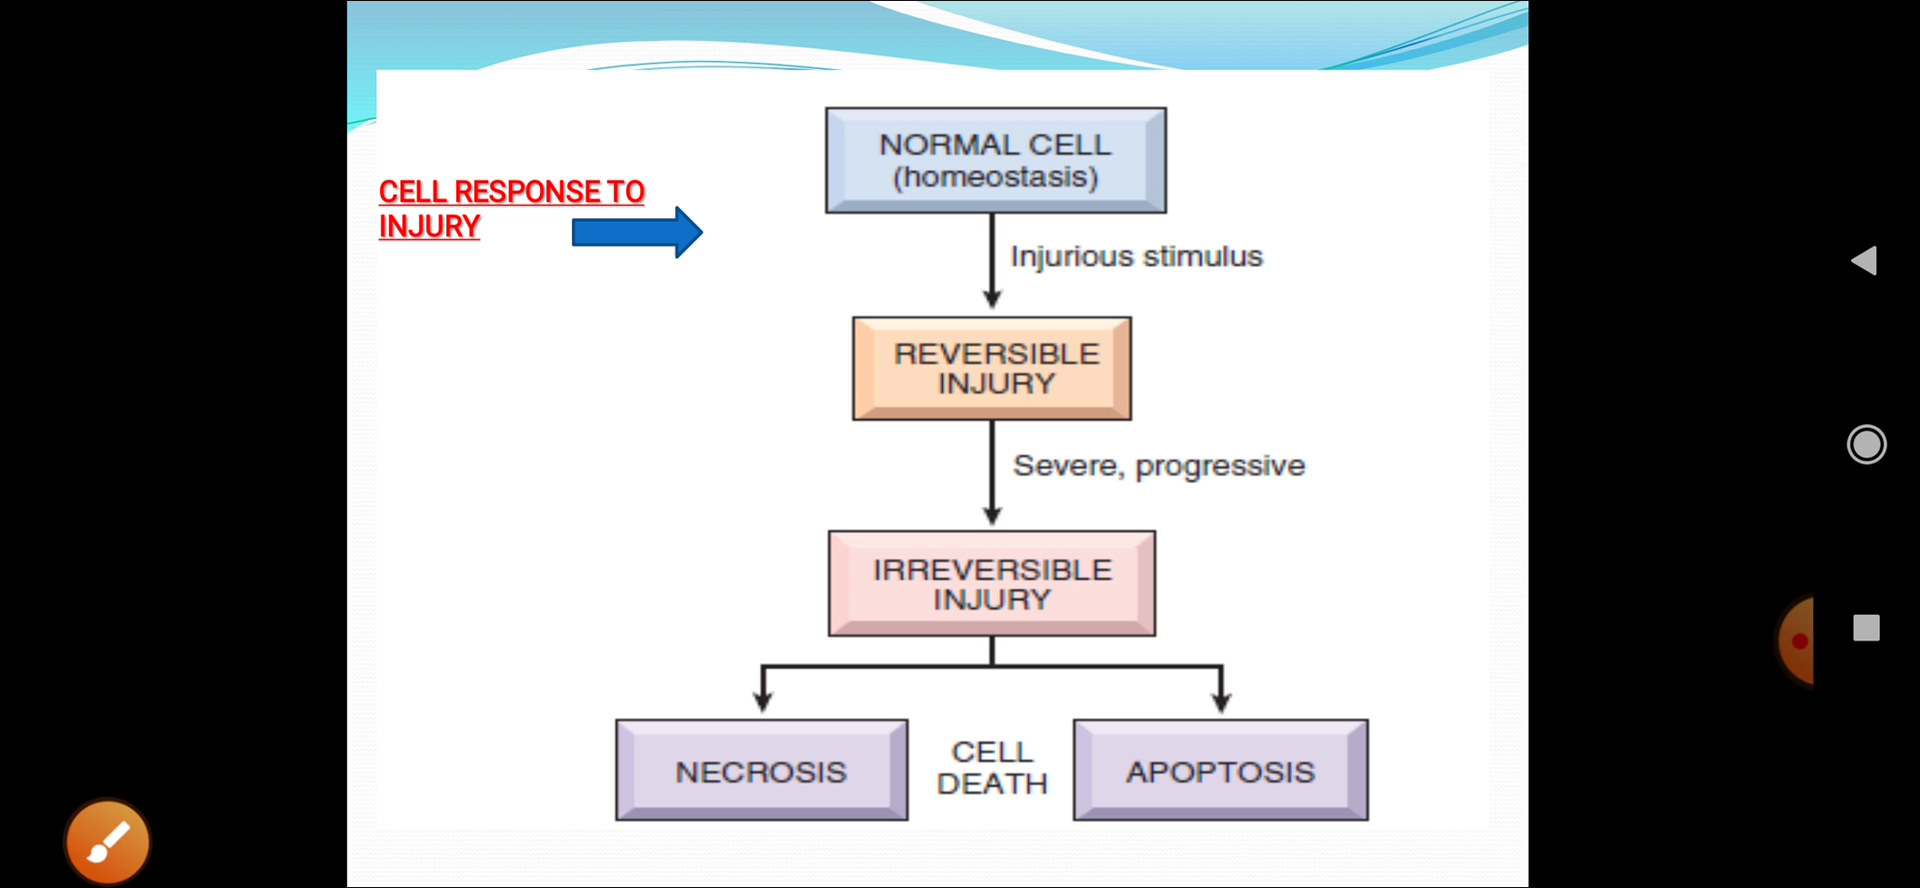 CELL RESPONSE TO
INJURY
NORMAL CELL
(homeostasis)
Injurious stimulus
REVERSIBLE
INJURY
Severe, progressive
IRREVERSIBLE
INJURY
NECROSIS
CELL
DEATH
APOPTOSIS